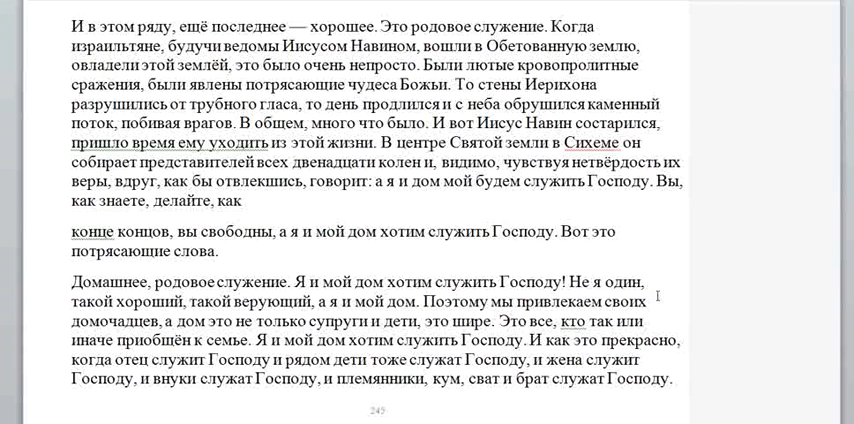 И в этом ряду, ещё последнее — хорошее. Это родовое служение. Когда
израильтяне, будучи ведомы Иисусом Навином, вошли в Обетованную землю,
овладели этой землёй, это было очень непросто. Были лютые кровопролитные
сражения, были явлены потрясающие чудеса Божьи. То стены Иерихона
разрушились от трубного гласа, то день продлился и с неба обрушился каменный
поток, побивая врагов. В общем, много что было. И вот Иисус Навин состарился,
пришло время ему уходить из этой жизни. В центре Святой земли в Сихеме он
собирает представителей всех двенадцати колен и, видимо, чувствуя нетвёрдость их
веры, вдруг, как бы отвлекшись, говорит: а я и дом мой будем служить Господу. Вы,
как знаете, делайте, как
конце концов, вы свободны, а я и мой дом хотим служить Господу. Вот это
потрясающие слова.
Домашнее, родовое служение. Я и мой дом хотим служить Господу! Не я один,
такой хороший, такой верующий, а я и мой дом. Поэтому мы привлекаем своих
домочадцев, а дом это не только супруги и дети, это шире. Это все, кто так или
иначе приобщён к семье. Я и мой дом хотим служить Господу. И как это прекрасно,
когда отец служит Господу и рядом дети тоже служат Господу, и жена служит
Господу, и внуки служат Господу, и племянники, кум, сват и брат служат Господу.
245